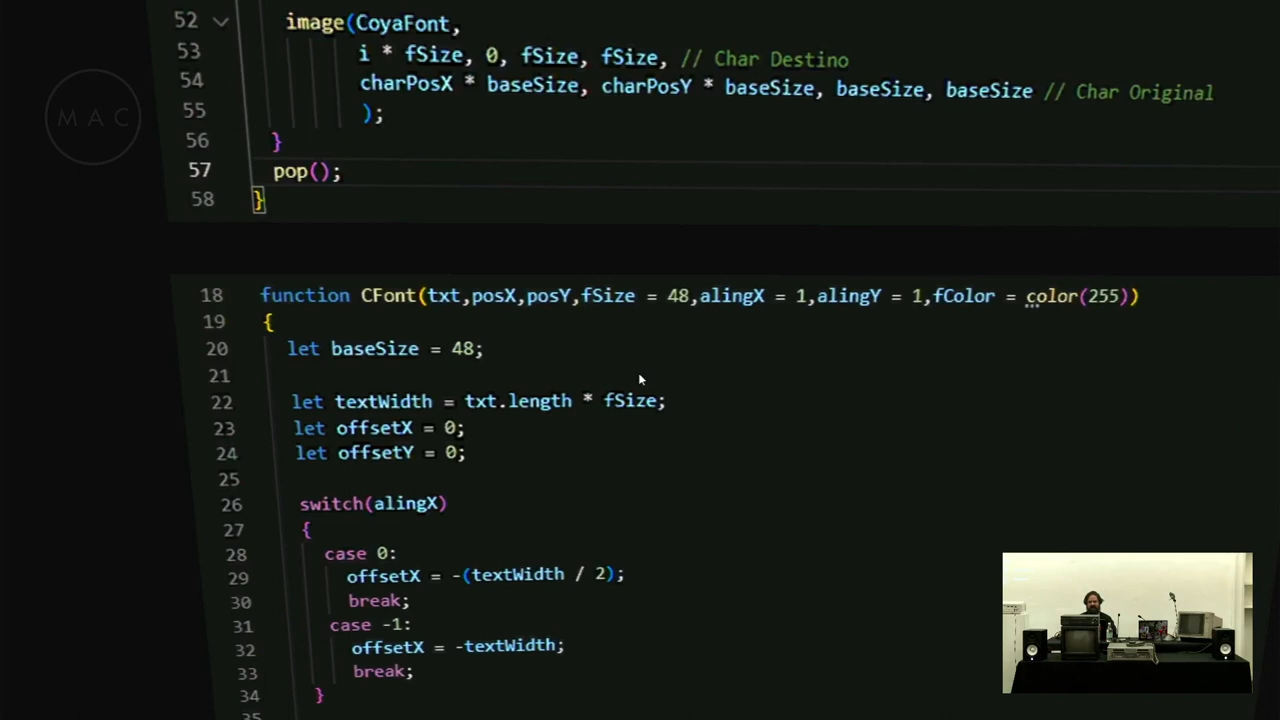 52 image(CoyaFont,
53 i * fSize, 0, fSize, fSize, // Char Destino
54 charPosX * baseSize, charPosY * baseSize, baseSize, baseSize // Char Original
55 );
56 }
57 pop();
58 }
MAC
18 function CFont(txt,posX,posY,fSize = 48,alingX = 1,alingY = 1,fColor = color(255))
19 {
20 let baseSize = 48;
21
22 let textWidth = txt.length * fSize;
23 let offsetX = 0;
24 let offsetY = 0;
25
26 switch(alingX)
27 {
28 case 0:
29 offsetX = -(textWidth / 2);
30 break;
31 case -1:
32 offsetX = -textWidth;
33 break;
34 }
35